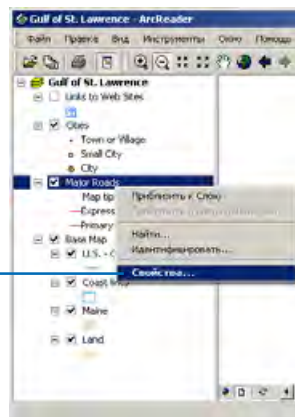 Gulf of St. Lawrence - ArcReader
Файл Правка Вид Инструменты Окно Помощь
Gulf of St. Lawrence
Links to Web Sites
Cities
Town or Village
Small City
City
Major Roads
Map tip
Express
Primary
Base Map
U.S. - C
Coast lines
Maine
Land
Приблизить к Слою
Найти...
Идентифицировать...
Свойства...